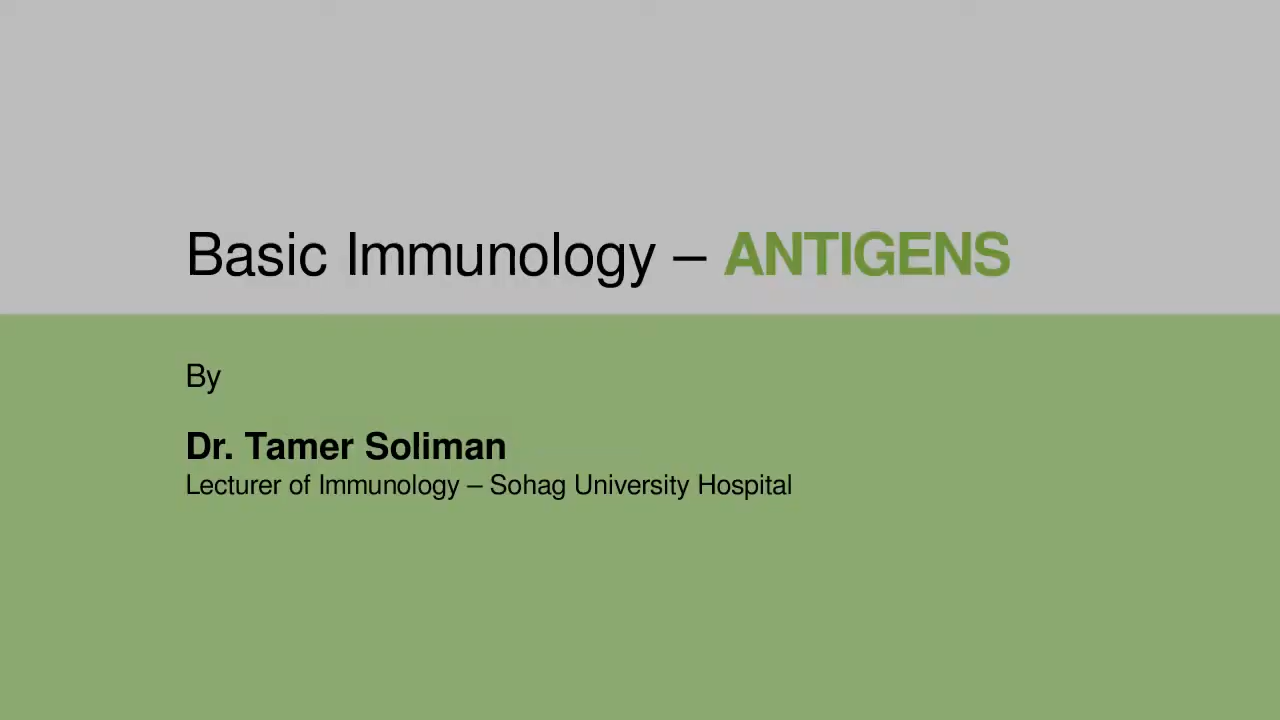 Basic Immunology – ANTIGENS
By
Dr. Tamer Soliman
Lecturer of Immunology – Sohag University Hospital